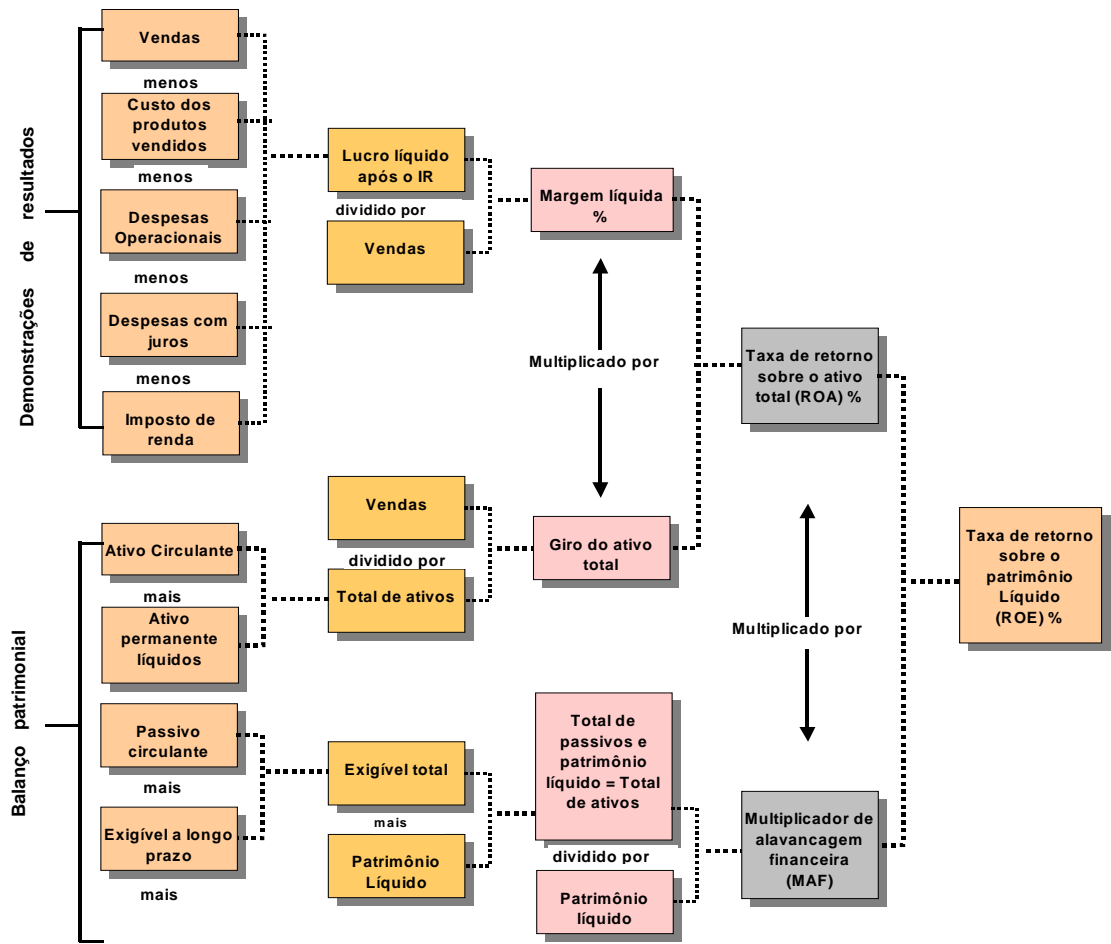 Demonstrações de resultados
Vendas
menos
Custo dos
produtos
vendidos
menos
Despesas
Operacionais
menos
Despesas com
juros
menos
Imposto de
renda
Lucro líquido
após o IR
dividido por
Vendas
Margem líquida
%
Multiplicado por
Vendas
dividido por
Total de ativos
Giro do ativo
total
Taxa de retorno
sobre o ativo
total (ROA) %
Balanço patrimonial
Ativo Circulante
mais
Ativo
permanente
líquidos
Passivo
circulante
mais
Exigível a longo
prazo
mais
Exigível total
mais
Patrimônio
Líquido
Total de
passivos e
patrimônio
líquido = Total
de ativos
dividido por
Patrimônio
líquido
Multiplicado por
Multiplicador de
alavancagem
financeira
(MAF)
Taxa de retorno
sobre o
patrimônio
Líquido
(ROE) %